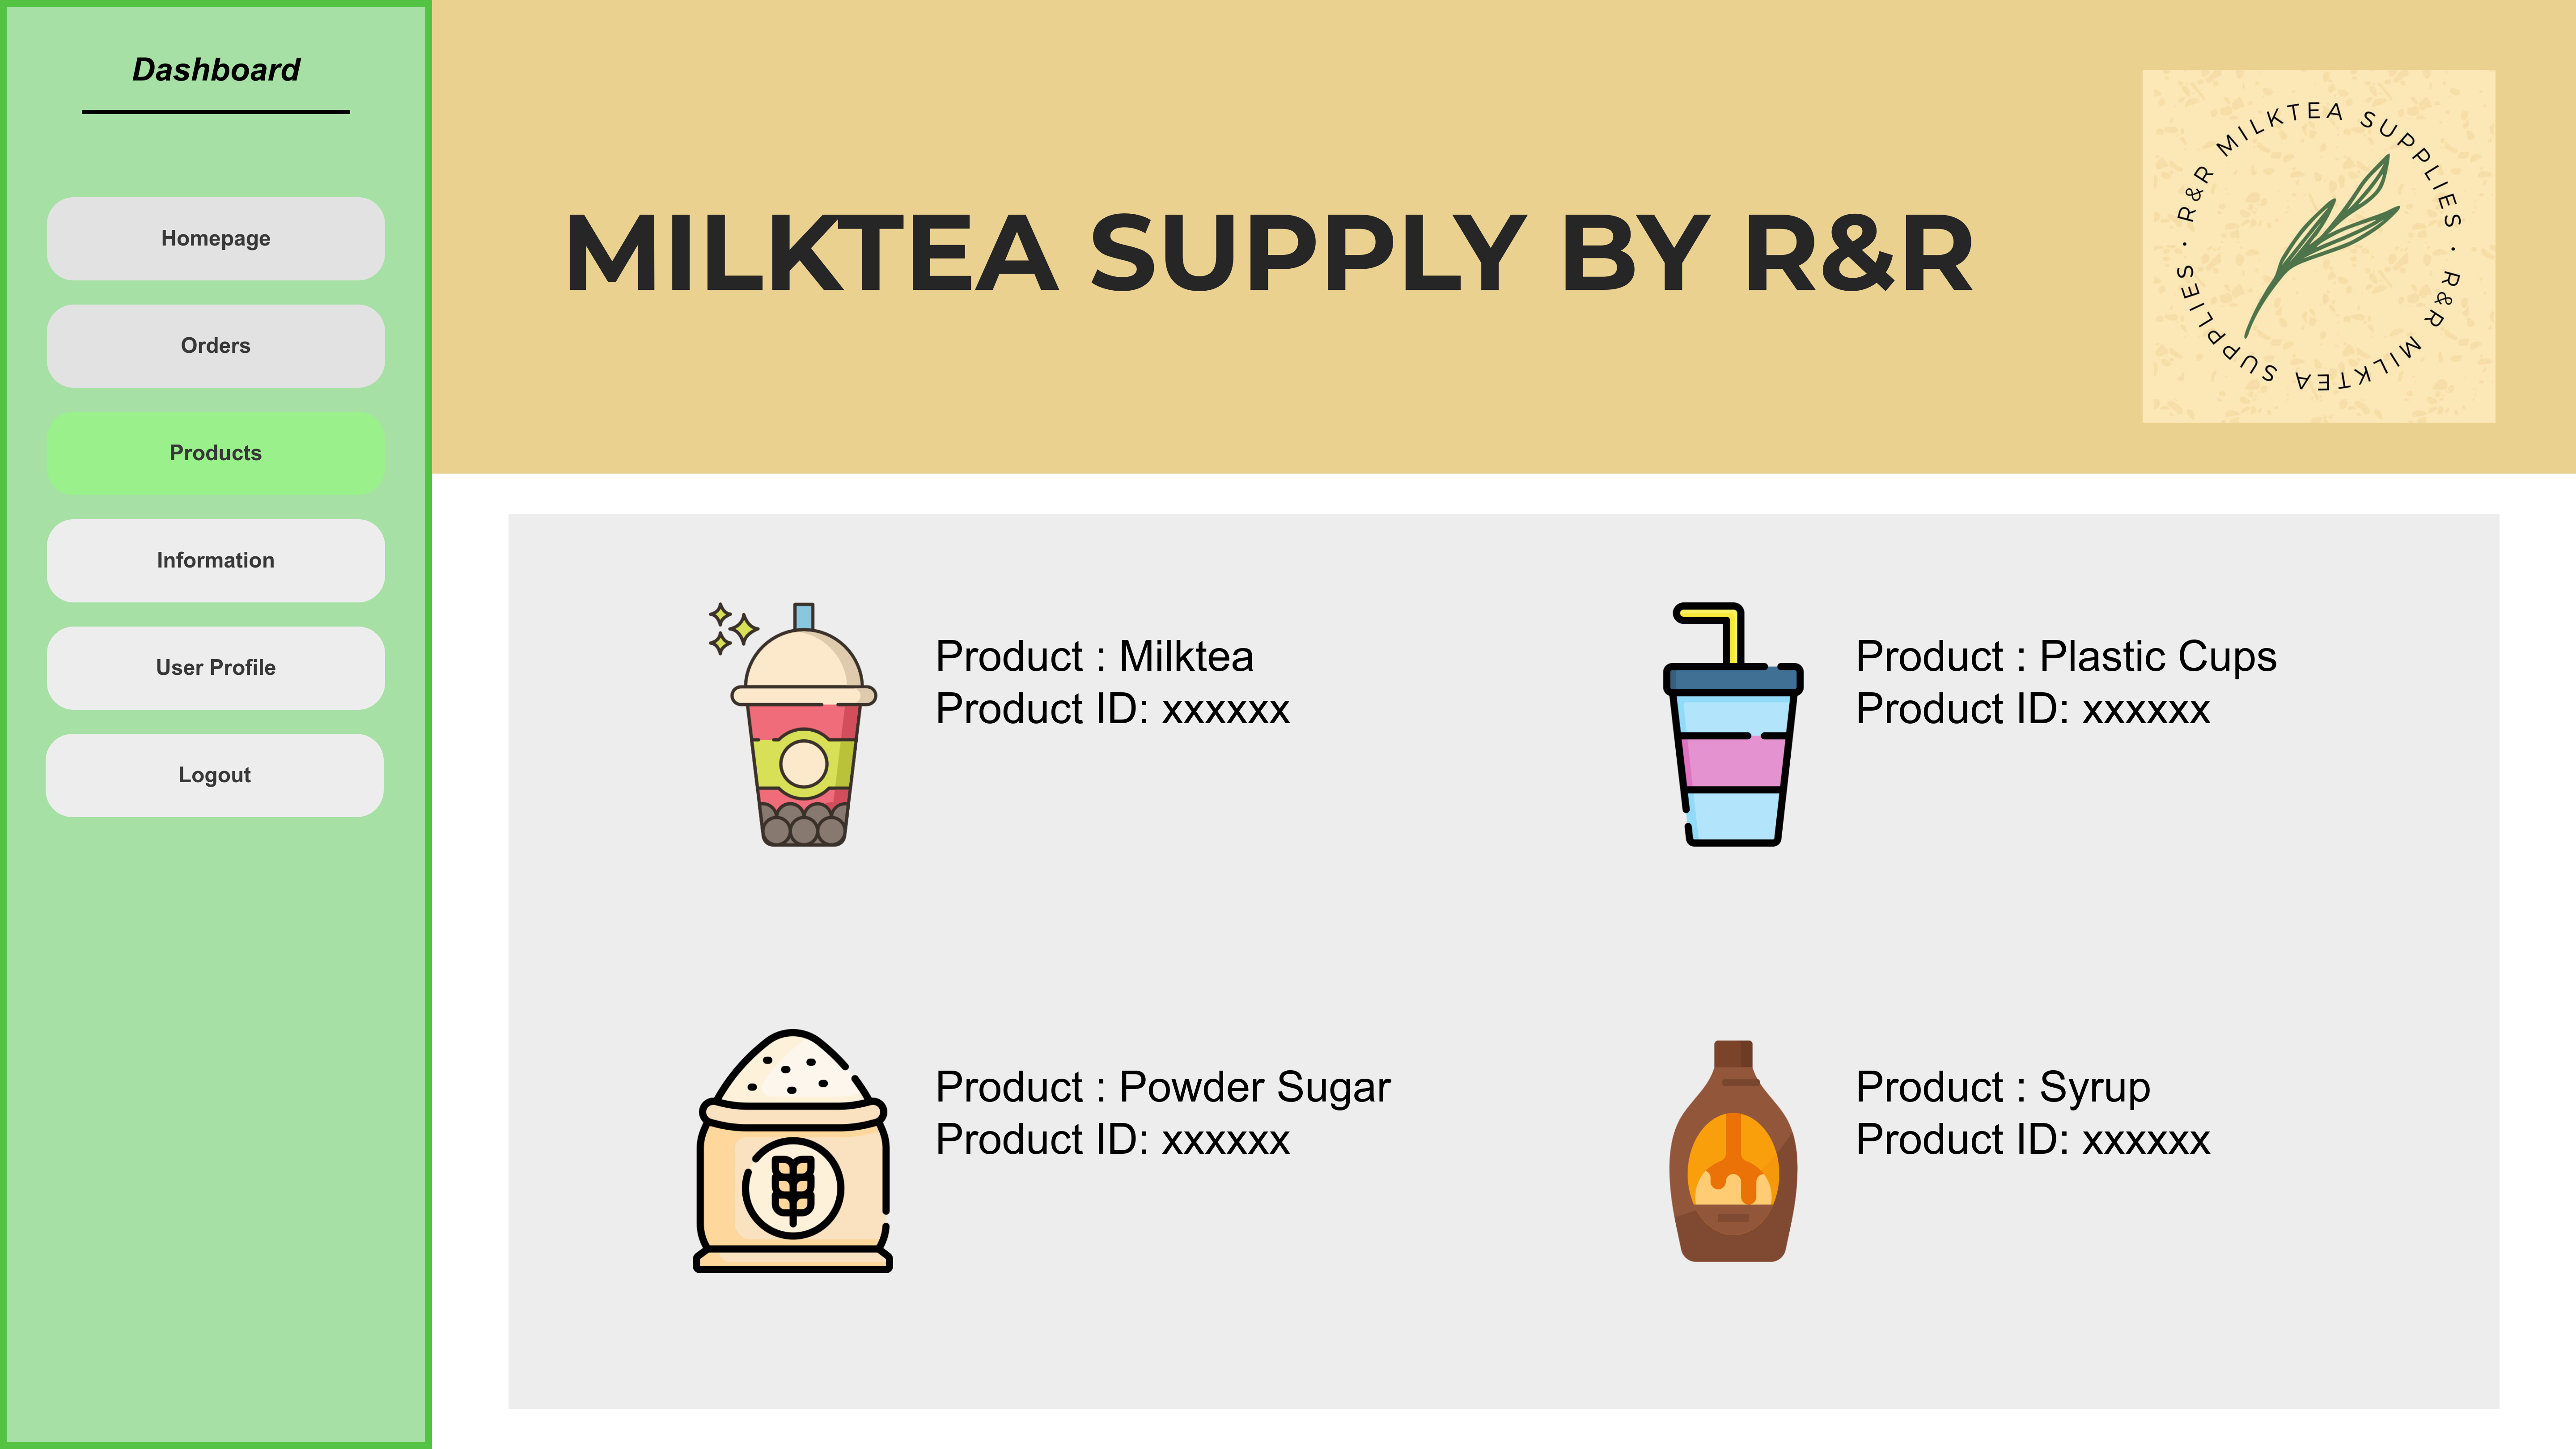 Dashboard
Homepage
Orders
Products
Information
User Profile
Logout
MILKTEA SUPPLY BY R&R
R&R MILKTEA SUPPLIES · R&R MILKTEA SUPPLIES ·
Product : Milktea
Product ID: xxxxxx
Product : Plastic Cups
Product ID: xxxxxx
Product : Powder Sugar
Product ID: xxxxxx
Product : Syrup
Product ID: xxxxxx